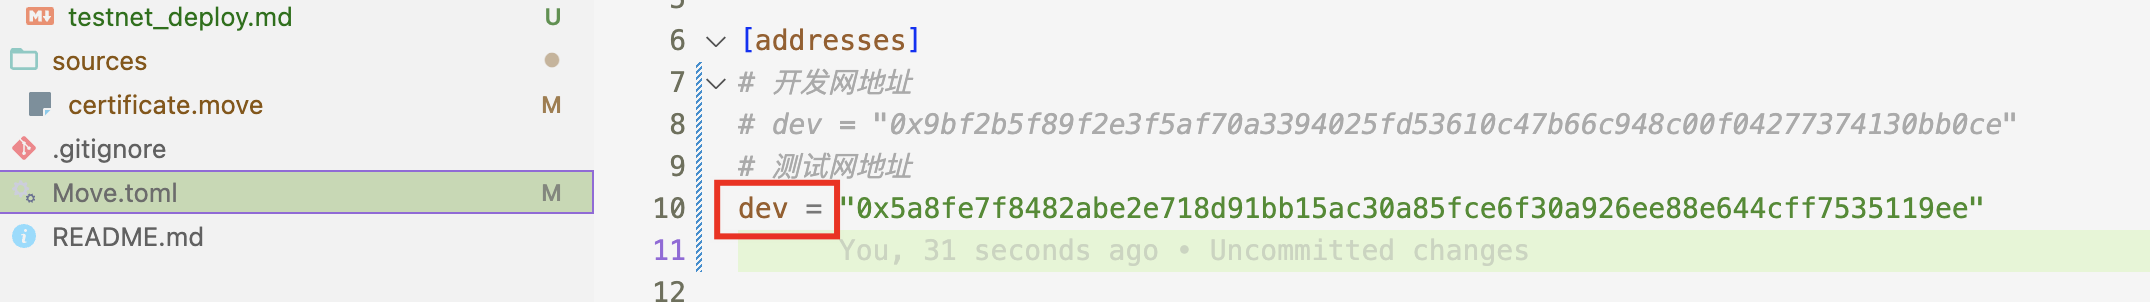 testnet_deploy.md U
sources
certificate.move M
.gitignore
Move.toml M
README.md
6 [addresses]
7 # 开发网地址
8 # dev = "0x9bf2b5f89f2e3f5af70a3394025fd53610c47b66c948c00f04277374130bb0ce"
9 # 测试网地址
10 dev = "0x5a8fe7f8482abe2e718d91bb15ac30a85fce6f30a926ee88e644cff7535119ee"
11 You, 31 seconds ago • Uncommitted changes
12